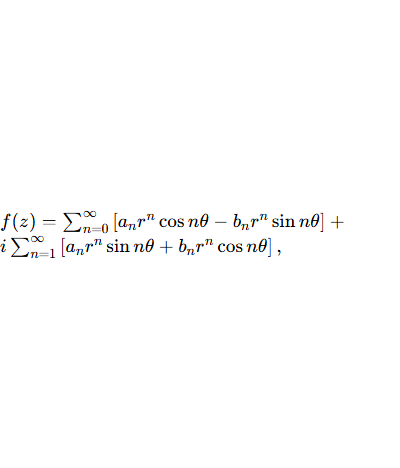 f(z) = ∑_{n=0}^{∞} [a_n r^n cos nθ − b_n r^n sin nθ] +
i ∑_{n=1}^{∞} [a_n r^n sin nθ + b_n r^n cos nθ] ,